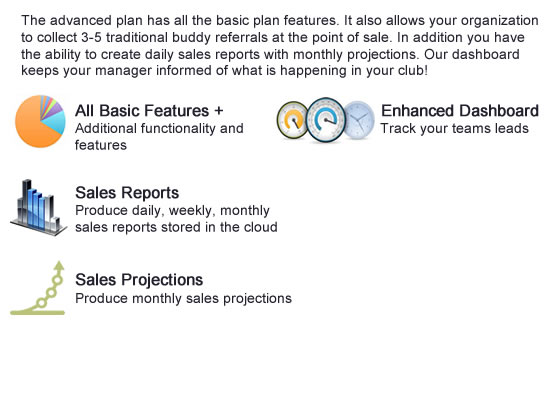 The advanced plan has all the basic plan features. It also allows your organization
to collect 3-5 traditional buddy referrals at the point of sale. In addition you have
the ability to create daily sales reports with monthly projections. Our dashboard
keeps your manager informed of what is happening in your club!
All Basic Features +
Additional functionality and
features
Enhanced Dashboard
Track your teams leads
Sales Reports
Produce daily, weekly, monthly
sales reports stored in the cloud
Sales Projections
Produce monthly sales projections